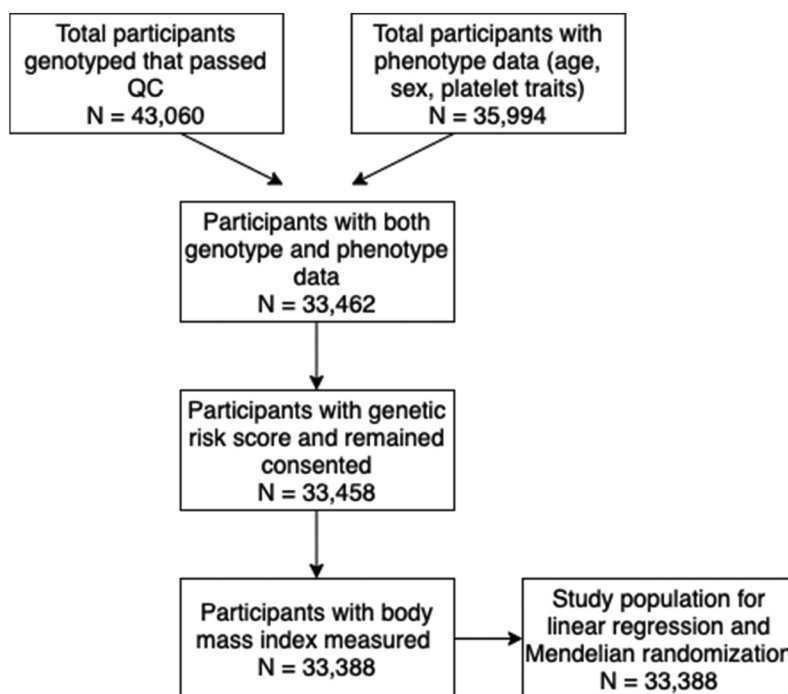 Total participants
genotyped that passed
QC
N = 43,060
Total participants with
phenotype data (age,
sex, platelet traits)
N = 35,994
Participants with both
genotype and phenotype
data
N = 33,462
Participants with genetic
risk score and remained
consented
N = 33,458
Participants with body
mass index measured
N = 33,388
Study population for
linear regression and
Mendelian randomization
N = 33,388